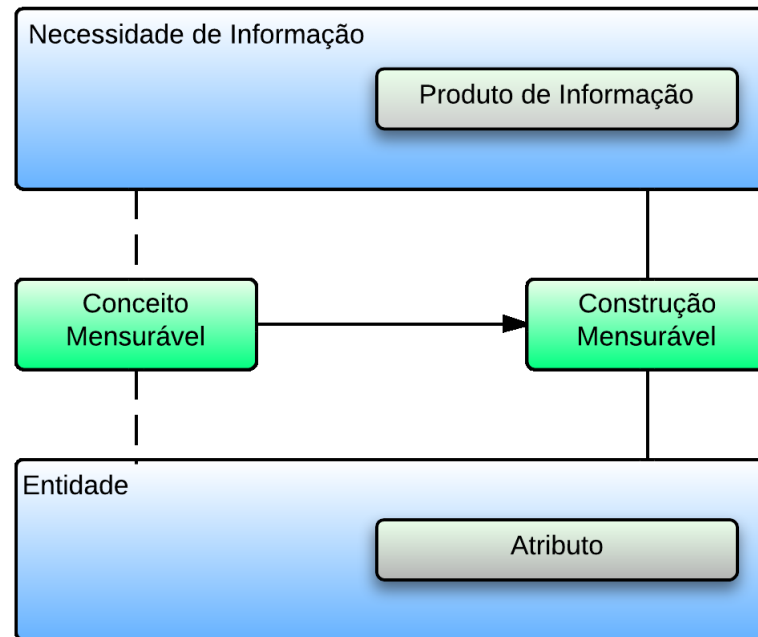 Necessidade de Informação
Produto de Informação
Conceito
Mensurável
Construção
Mensurável
Entidade
Atributo